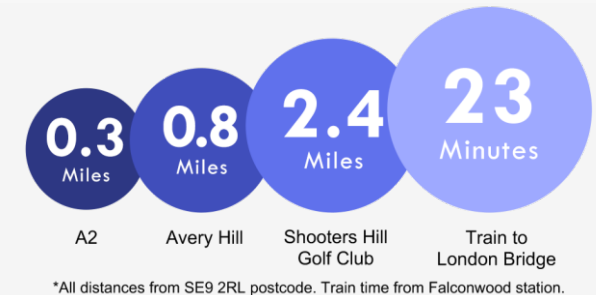 0.3
Miles
0.8
Miles
2.4
Miles
23
Minutes
A2
Avery Hill
Shooters Hill
Golf Club
Train to
London Bridge
*All distances from SE9 2RL postcode. Train time from Falconwood station.